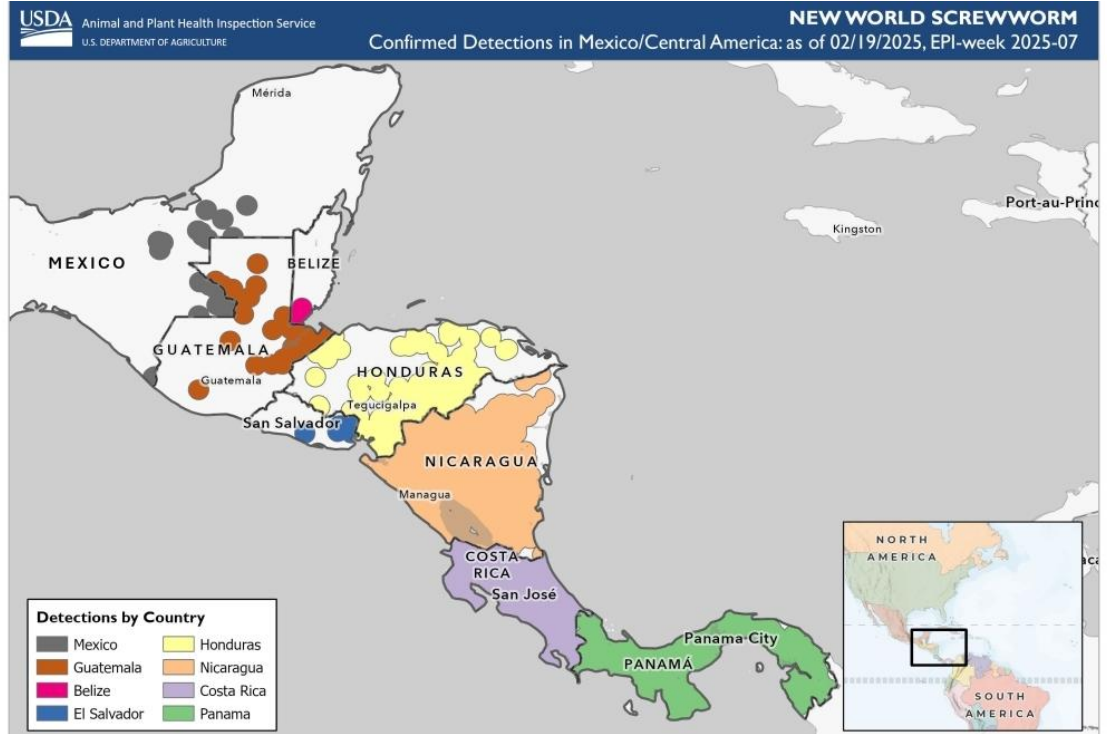 USDA
Animal and Plant Health Inspection Service
U.S. DEPARTMENT OF AGRICULTURE
NEW WORLD SCREWWORM
Confirmed Detections in Mexico/Central America: as of 02/19/2025, EPI-week 2025-07
Mérida
Port-au-Princ
Kingston
MEXICO
BELIZE
GUATEMALA
Guatemala
HONDURAS
Tegucigalpa
San Salvador
NICARAGUA
Managua
COSTA
RICA
San José
Panama City
PANAMÁ
NORTH
AMERICA
SOUTH
AMERICA
Detections by Country
Mexico
Guatemala
Belize
El Salvador
Honduras
Nicaragua
Costa Rica
Panama